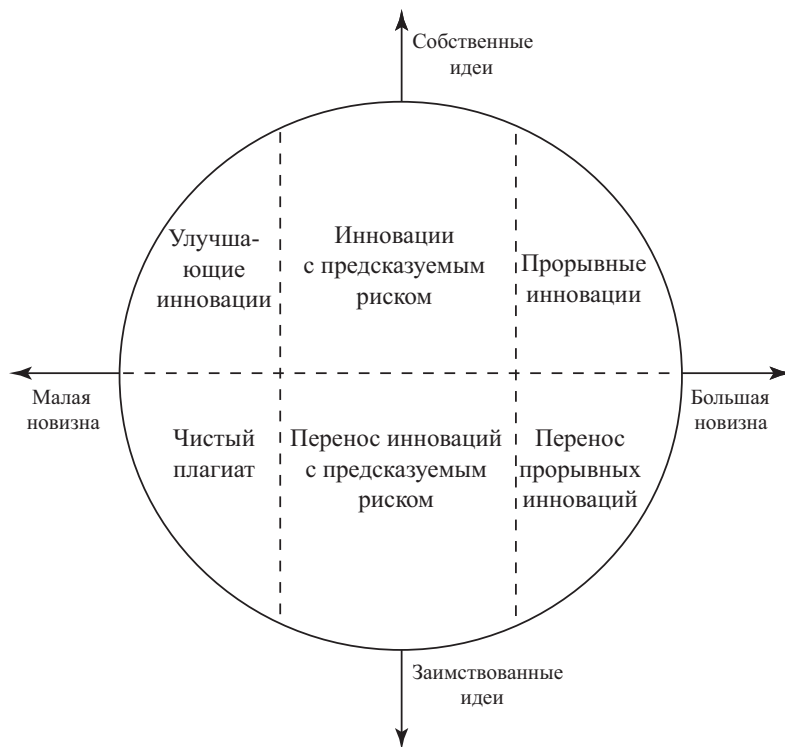 Собственные
идеи
Улучша-
ющие
инновации
Инновации
с предсказуемым
риском
Прорывные
инновации
Малая
новизна
Большая
новизна
Чистый
плагиат
Перенос инноваций
с предсказуемым
риском
Перенос
прорывных
инноваций
Заимствованные
идеи